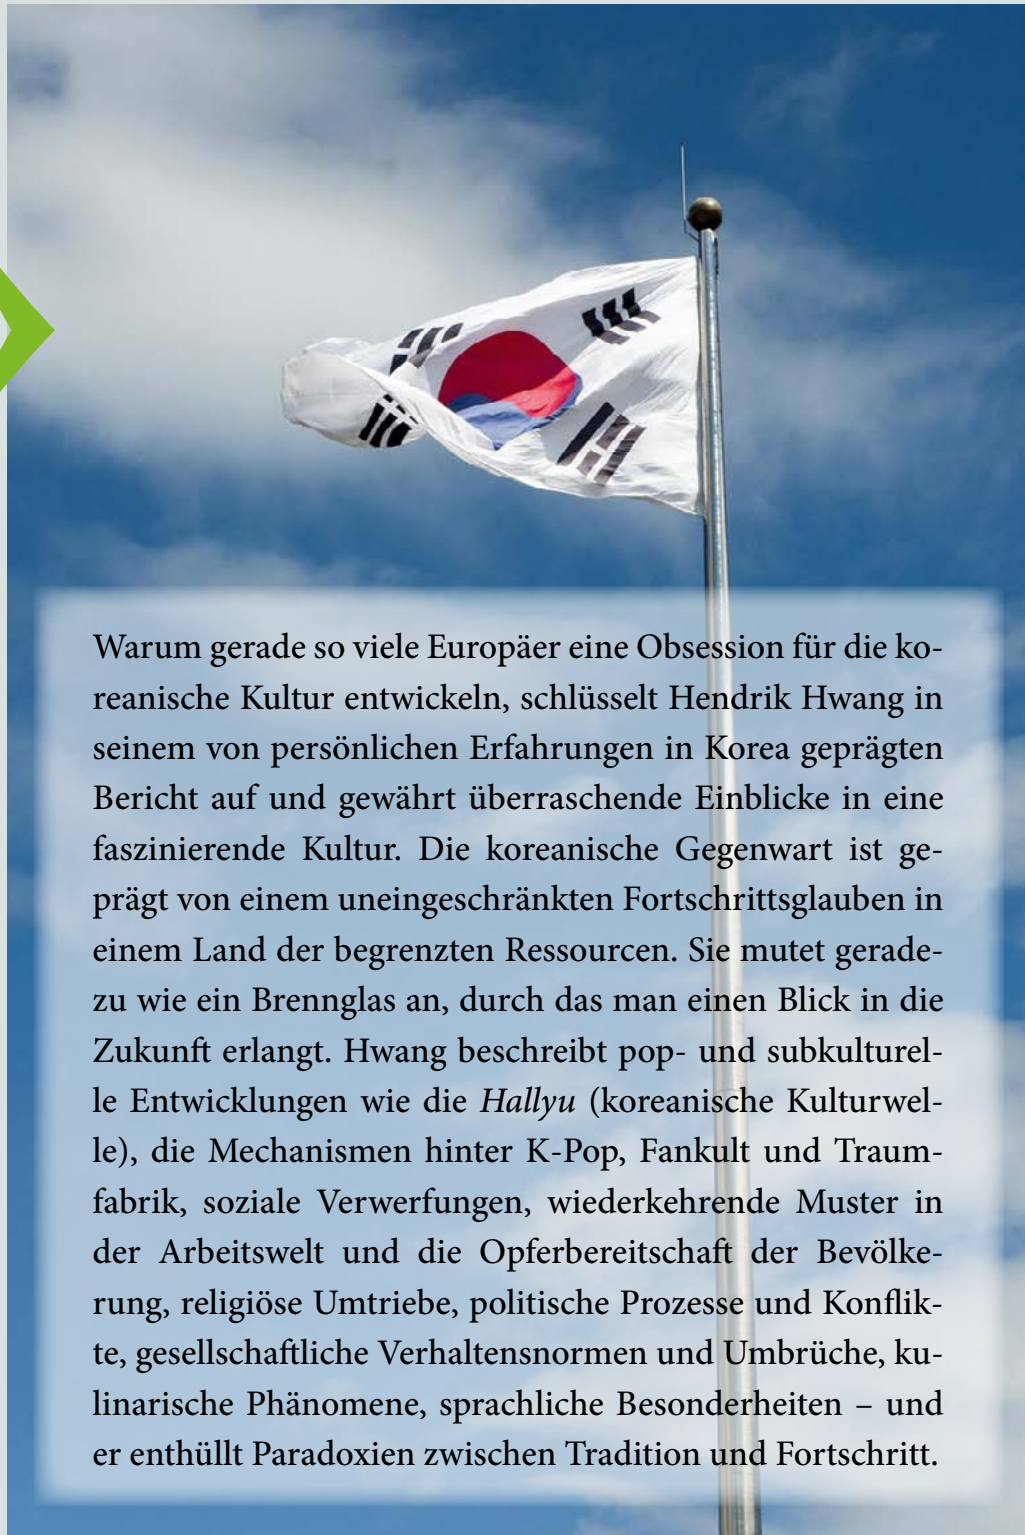 Warum gerade so viele Europäer eine Obsession für die ko-
reanische Kultur entwickeln, schlüsselt Hendrik Hwang in
seinem von persönlichen Erfahrungen in Korea geprägten
Bericht auf und gewährt überraschende Einblicke in eine
faszinierende Kultur. Die koreanische Gegenwart ist ge-
prägt von einem uneingeschränkten Fortschrittsglauben in
einem Land der begrenzten Ressourcen. Sie mutet gerade-
zu wie ein Brennglas an, durch das man einen Blick in die
Zukunft erlangt. Hwang beschreibt pop- und subkulturel-
le Entwicklungen wie die Hallyu (koreanische Kulturwel-
le), die Mechanismen hinter K-Pop, Fankult und Traum-
fabrik, soziale Verwerfungen, wiederkehrende Muster in
der Arbeitswelt und die Opferbereitschaft der Bevölke-
rung, religiöse Umtriebe, politische Prozesse und Konflik-
te, gesellschaftliche Verhaltensnormen und Umbrüche, ku-
linarische Phänomene, sprachliche Besonderheiten – und
er enthüllt Paradoxien zwischen Tradition und Fortschritt.